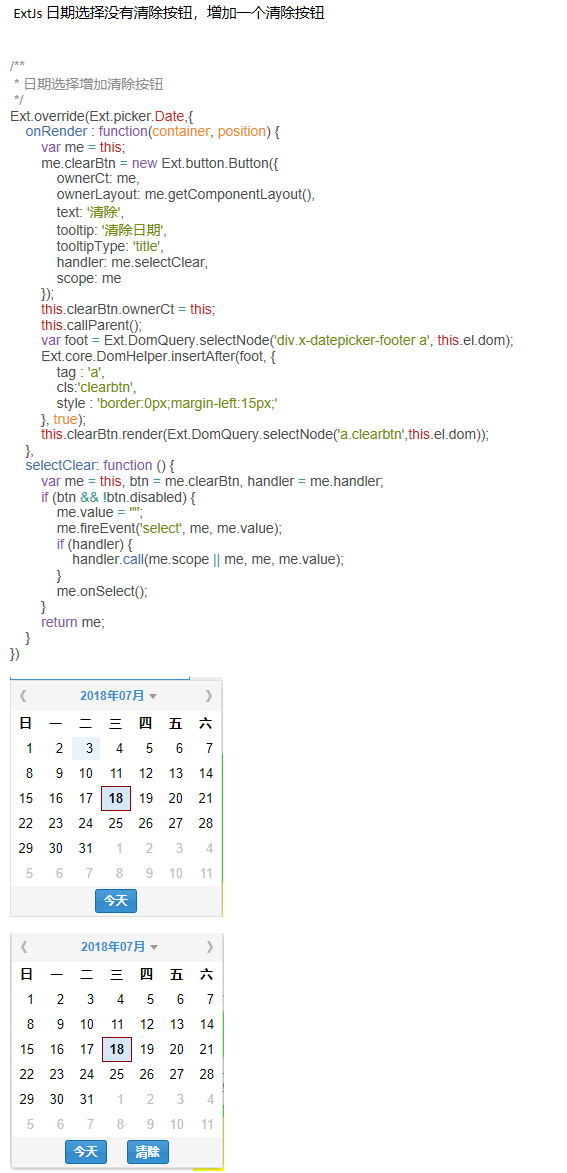 ExtJs 日期选择没有清除按钮，增加一个清除按钮
/**
 * 日期选择增加清除按钮
 */
Ext.override(Ext.picker.Date,{
    onRender : function(container, position) {
        var me = this;
        me.clearBtn = new Ext.button.Button({
            ownerCt: me,
            ownerLayout: me.getComponentLayout(),
            text: '清除',
            tooltip: '清除日期',
            tooltipType: 'title',
            handler: me.selectClear,
            scope: me
        });
        this.clearBtn.ownerCt = this;
        this.callParent();
        var foot = Ext.DomQuery.selectNode('div.x-datepicker-footer a', this.el.dom);
        Ext.core.DomHelper.insertAfter(foot, {
            tag : 'a',
            cls:'clearbtn',
            style : 'border:0px;margin-left:15px;'
        }, true);
        this.clearBtn.render(Ext.DomQuery.selectNode('a.clearbtn',this.el.dom));
    },
    selectClear: function () {
        var me = this, btn = me.clearBtn, handler = me.handler;
        if (btn && !btn.disabled) {
            me.value = "";
            me.fireEvent('select', me, me.value);
            if (handler) {
                handler.call(me.scope || me, me, me.value);
            }
            me.onSelect();
        }
        return me;
    }
})
《 2018年07月 》
日 一 二 三 四 五 六
1 2 3 4 5 6 7
8 9 10 11 12 13 14
15 16 17 18 19 20 21
22 23 24 25 26 27 28
29 30 31 1 2 3 4
5 6 7 8 9 10 11
今天
《 2018年07月 》
日 一 二 三 四 五 六
1 2 3 4 5 6 7
8 9 10 11 12 13 14
15 16 17 18 19 20 21
22 23 24 25 26 27 28
29 30 31 1 2 3 4
5 6 7 8 9 10 11
今天 清除